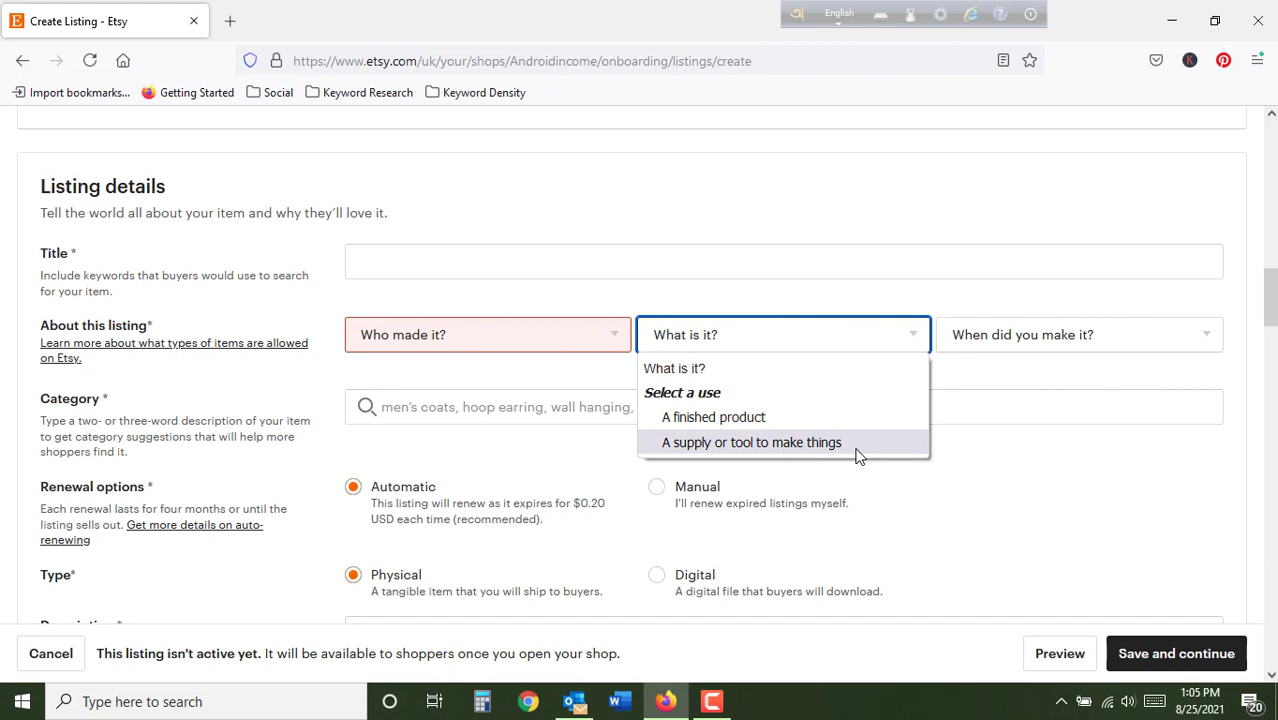 Create Listing - Etsy
English
https://www.etsy.com/uk/your/shops/Androidincome/onboarding/listings/create
Import bookmarks...
Getting Started
Social
Keyword Research
Keyword Density
Listing details
Tell the world all about your item and why they'll love it.
Title *
Include keywords that buyers would use to search
for your item.
About this listing*
Learn more about what types of items are allowed
on Etsy.
Who made it?
What is it?
When did you make it?
What is it?
Select a use
A finished product
A supply or tool to make things
Category *
Type a two- or three-word description of your item
to get category suggestions that will help more
shoppers find it.
men's coats, hoop earring, wall hanging,
Renewal options *
Each renewal lasts for four months or until the
listing sells out. Get more details on auto-
renewing
Automatic
This listing will renew as it expires for $0.20
USD each time (recommended).
Manual
I'll renew expired listings myself.
Type*
Physical
A tangible item that you will ship to buyers.
Digital
A digital file that buyers will download.
Description *
Cancel
This listing isn't active yet. It will be available to shoppers once you open your shop.
Preview
Save and continue
Type here to search
1:05 PM
8/25/2021
20